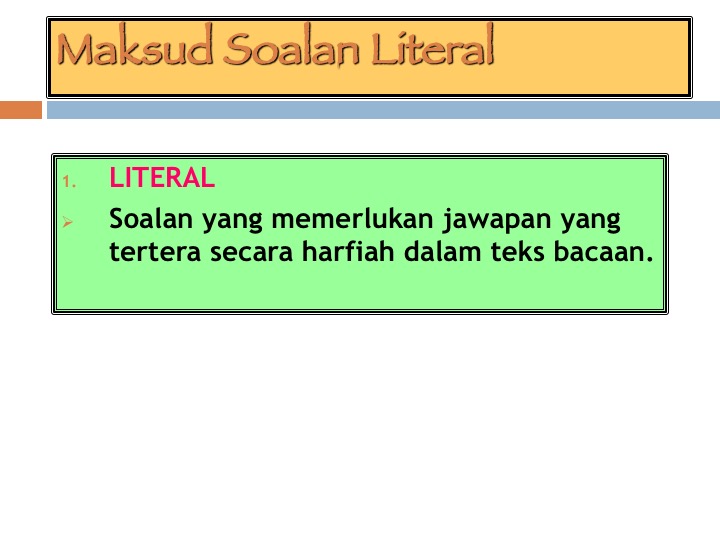 Maksud Soalan Literal
1. LITERAL
➢ Soalan yang memerlukan jawapan yang
tertera secara harfiah dalam teks bacaan.